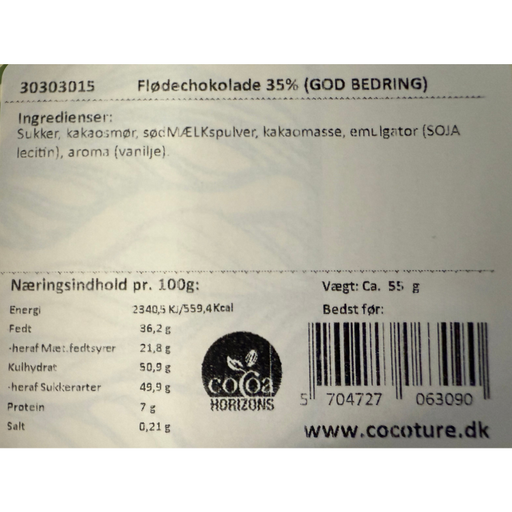 30303015 Flødechokolade 35% (GOD BEDRING)
Ingredienser:
Sukker, kakaosmør, sødMÆLKspulver, kakaomasse, emulgator (SOJA
lecitin), aroma (vanilje).
Næringsindhold pr. 100g:
Energi 2340,5 KJ/559,4Kcal
Fedt 36,2 g
-heraf Mæt.fedtsyrer 21,8 g
Kulhydrat 50,9 g
-heraf Sukkerarter 49,9 g
Protein 7 g
Salt 0,21 g
cocoa
HORIZONS
Vægt: Ca. 55 g
Bedst før:
5 704727 063090
www.cocoture.dk